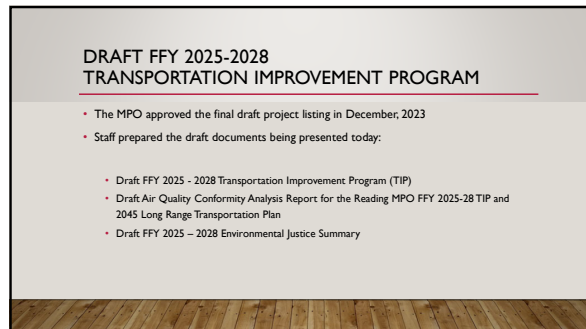 DRAFT FFY 2025-2028
TRANSPORTATION IMPROVEMENT PROGRAM
• The MPO approved the final draft project listing in December, 2023
• Staff prepared the draft documents being presented today:
• Draft FFY 2025 - 2028 Transportation Improvement Program (TIP)
• Draft Air Quality Conformity Analysis Report for the Reading MPO FFY 2025-28 TIP and
2045 Long Range Transportation Plan
• Draft FFY 2025 – 2028 Environmental Justice Summary